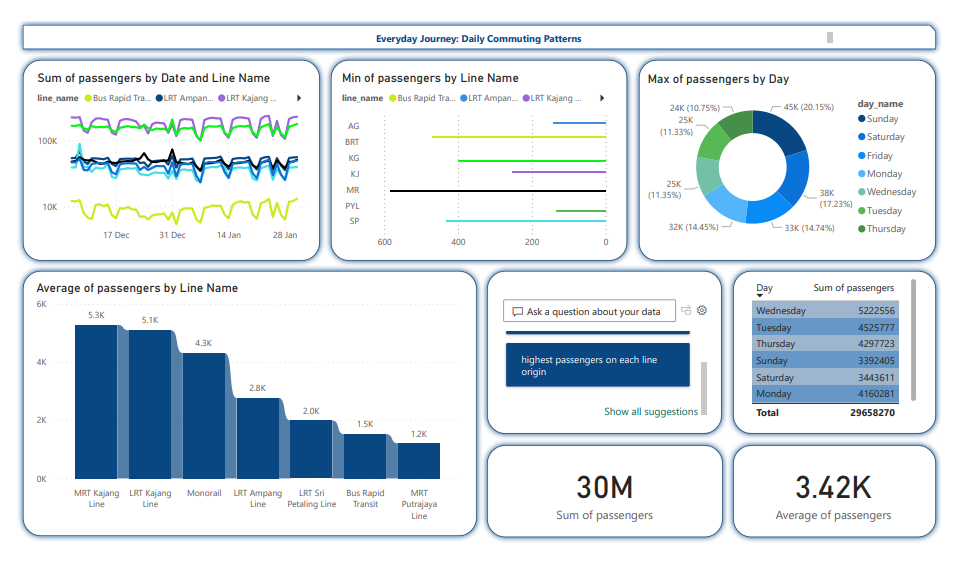 Everyday Journey: Daily Commuting Patterns
Sum of passengers by Date and Line Name
line_name Bus Rapid Tra... LRT Ampan... LRT Kajang ...
100K
10K
17 Dec 31 Dec 14 Jan 28 Jan
Min of passengers by Line Name
line_name Bus Rapid Tra... LRT Ampan... LRT Kajang ...
AG
BRT
KG
KJ
MR
PYL
SP
600 400 200 0
Max of passengers by Day
24K (10.75%)
45K (20.15%)
25K
(11.33%)
25K
(11.35%)
38K
(17.23%)
32K (14.45%)
33K (14.74%)
day_name
Sunday
Saturday
Friday
Monday
Wednesday
Tuesday
Thursday
Average of passengers by Line Name
6K
4K
2K
0K
5.3K
5.1K
4.3K
2.8K
2.0K
1.5K
1.2K
MRT Kajang
Line
LRT Kajang
Line
Monorail
LRT Ampang
Line
LRT Sri
Petaling Line
Bus Rapid
Transit
MRT
Putrajaya
Line
Ask a question about your data
highest passengers on each line
origin
Show all suggestions
Day Sum of passengers
Wednesday 5222556
Tuesday 4525777
Thursday 4297723
Sunday 3392405
Saturday 3443611
Monday 4160281
Total 29658270
30M
Sum of passengers
3.42K
Average of passengers